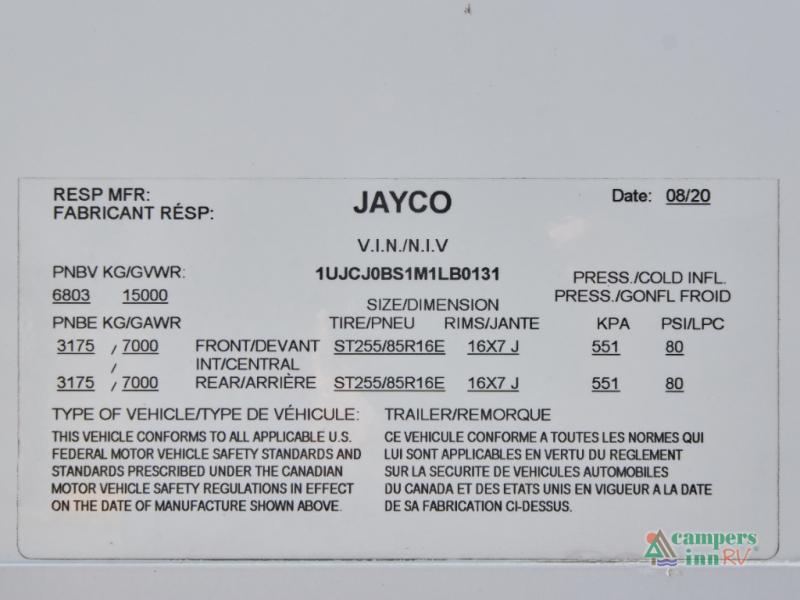 RESP MFR: JAYCO Date: 08/20
FABRICANT RÉSP:
V.I.N./N.I.V
PNBV KG/GVWR: 1UJCJ0BS1M1LB0131 PRESS./COLD INFL.
6803 15000 SIZE/DIMENSION PRESS./GONFL FROID
PNBE KG/GAWR TIRE/PNEU RIMS/JANTE KPA PSI/LPC
3175 / 7000 FRONT/DEVANT ST255/85R16E 16X7 J 551 80
/ INT/CENTRAL
3175 / 7000 REAR/ARRIÈRE ST255/85R16E 16X7 J 551 80
TYPE OF VEHICLE/TYPE DE VÉHICULE: TRAILER/REMORQUE
THIS VEHICLE CONFORMS TO ALL APPLICABLE U.S.
FEDERAL MOTOR VEHICLE SAFETY STANDARDS AND
STANDARDS PRESCRIBED UNDER THE CANADIAN
MOTOR VEHICLE SAFETY REGULATIONS IN EFFECT
ON THE DATE OF MANUFACTURE SHOWN ABOVE.
CE VEHICULE CONFORME A TOUTES LES NORMES QUI
LUI SONT APPLICABLES EN VERTU DU REGLEMENT
SUR LA SECURITE DE VEHICULES AUTOMOBILES
DU CANADA ET DES ETATS UNIS EN VIGUEUR A LA DATE
DE SA FABRICATION CI-DESSUS.
campers
inn RV®